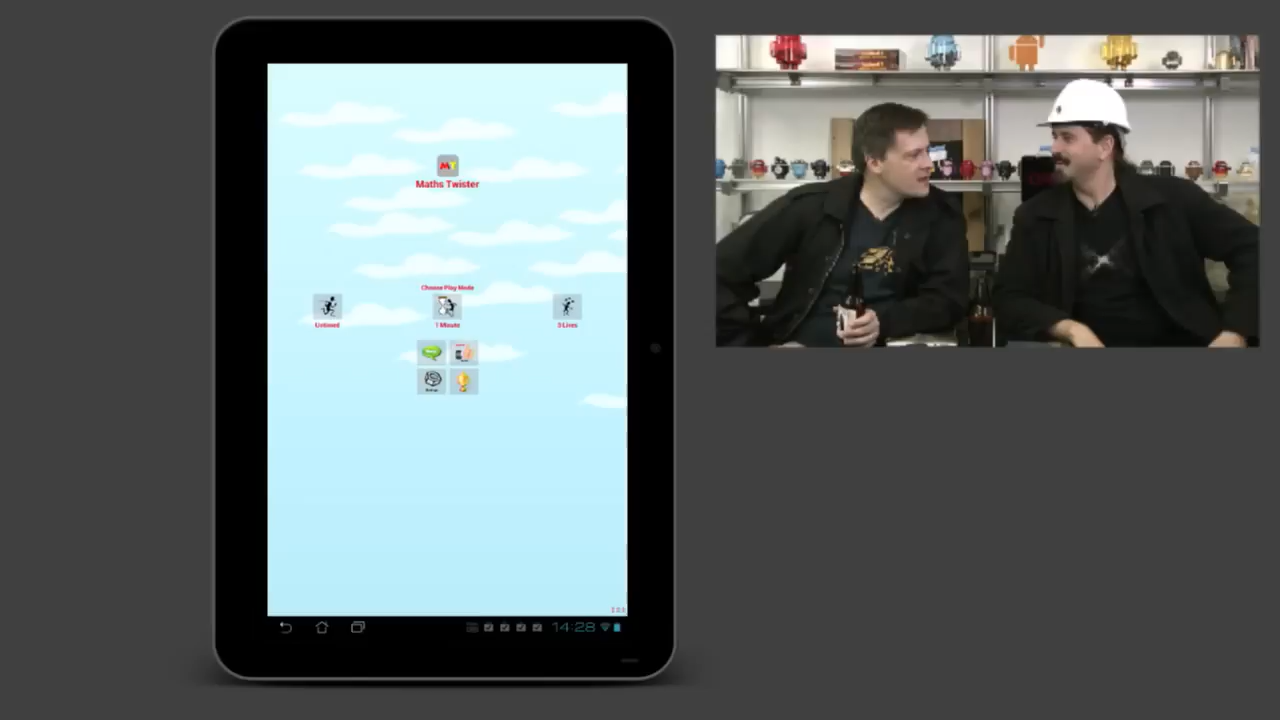 MT
Maths Twister
Choose Play Mode
Untimed
1 Minute
3 Lives
14:28